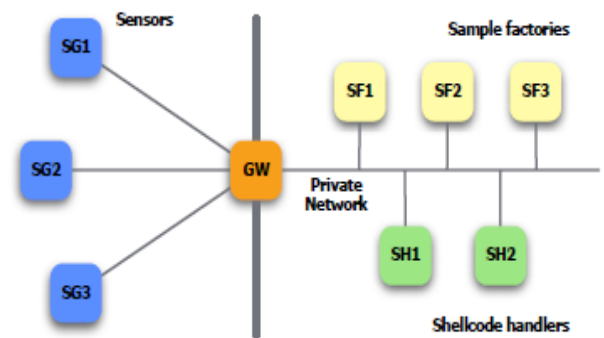 Sensors
SG1
Sample factories
SF1
SF2
SF3
SG2
GW
Private
Network
SH1
SH2
SG3
Shellcode handlers